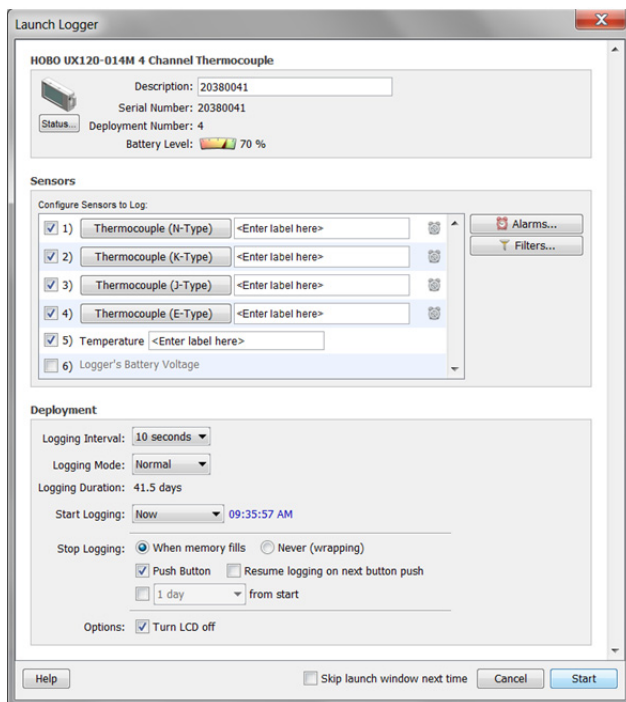 Launch Logger
HOBO UX120-014M 4 Channel Thermocouple
Description: 20380041
Serial Number: 20380041
Status... Deployment Number: 4
Battery Level: 70 %
Sensors
Configure Sensors to Log:
1) Thermocouple (N-Type) <Enter label here>
Alarms...
2) Thermocouple (K-Type) <Enter label here>
Filters...
3) Thermocouple (J-Type) <Enter label here>
4) Thermocouple (E-Type) <Enter label here>
5) Temperature <Enter label here>
6) Logger's Battery Voltage
Deployment
Logging Interval: 10 seconds
Logging Mode: Normal
Logging Duration: 41.5 days
Start Logging: Now 09:35:57 AM
Stop Logging: When memory fills Never (wrapping)
Push Button Resume logging on next button push
1 day from start
Options: Turn LCD off
Help Skip launch window next time Cancel Start